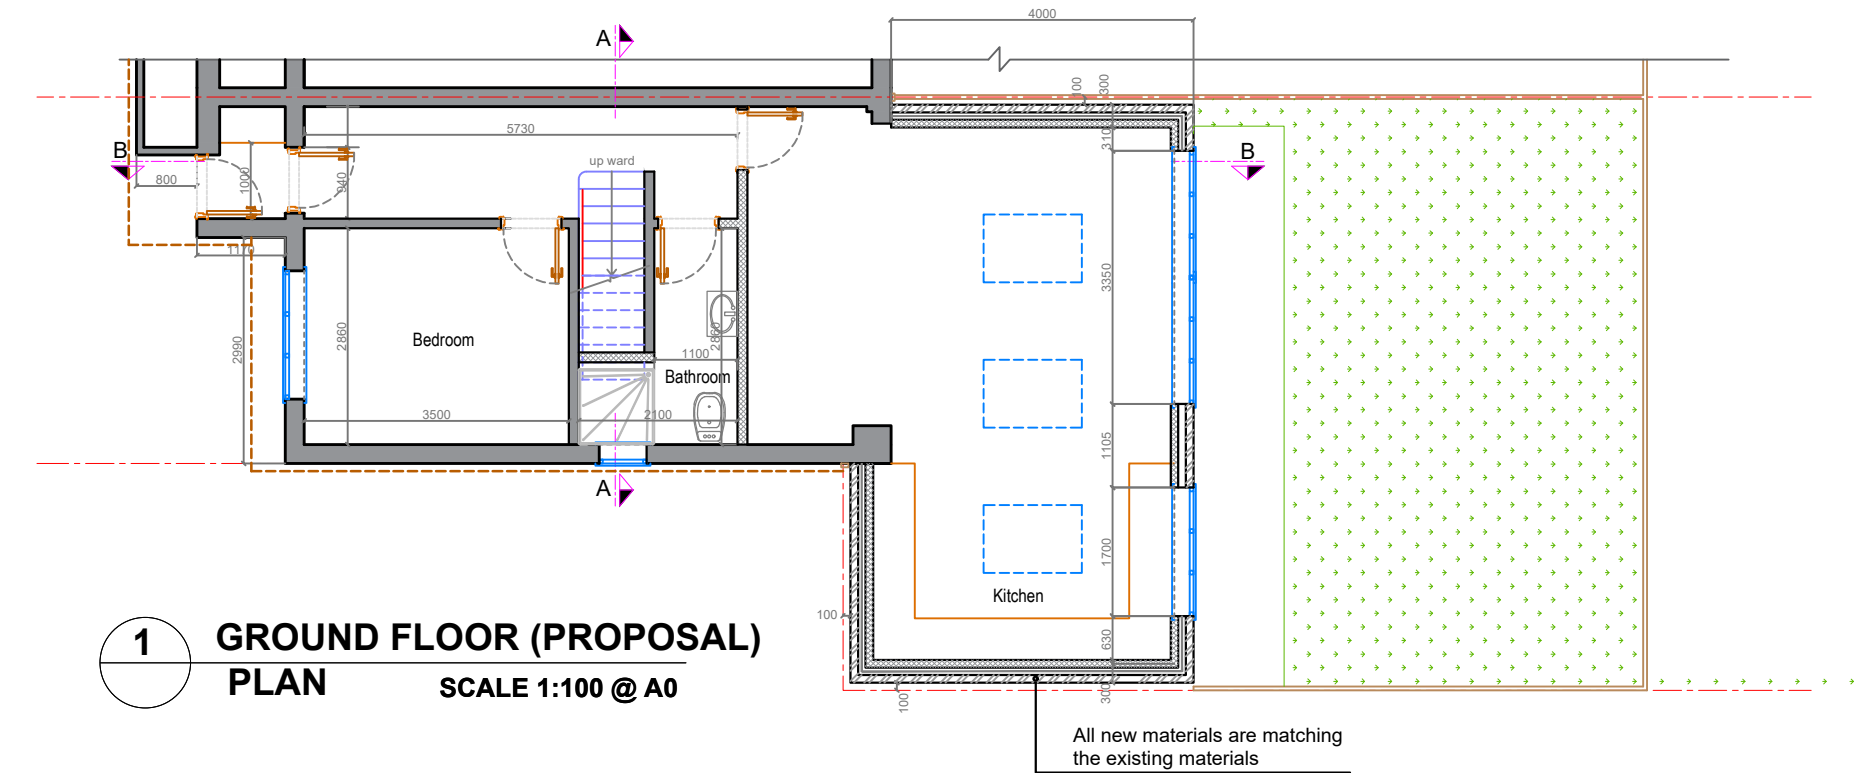 4000
A
100
300
5730
310
B
up ward
B
800
1000
940
1170
3350
2990
2860
Bedroom
2860
1100
Bathroom
3500
2100
1105
A
1700
Kitchen
100
630
1 GROUND FLOOR (PROPOSAL)
PLAN SCALE 1:100 @ A0
100
300
All new materials are matching
the existing materials